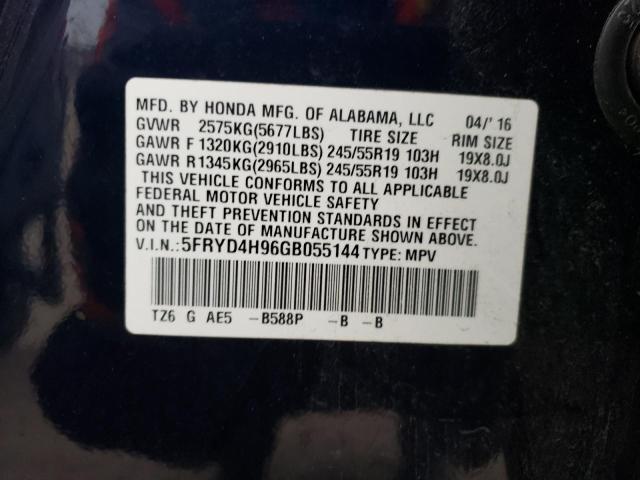 MFD. BY HONDA MFG. OF ALABAMA, LLC 04/'16
GVWR 2575KG(5677LBS) TIRE SIZE RIM SIZE
GAWR F 1320KG(2910LBS) 245/55R19 103H 19X8.0J
GAWR R1345KG(2965LBS) 245/55R19 103H 19X8.0J
THIS VEHICLE CONFORMS TO ALL APPLICABLE
FEDERAL MOTOR VEHICLE SAFETY
AND THEFT PREVENTION STANDARDS IN EFFECT
ON THE DATE OF MANUFACTURE SHOWN ABOVE.
V.I.N.:5FRYD4H96GB055144 TYPE: MPV
TZ6 G AE5 -B588P -B -B